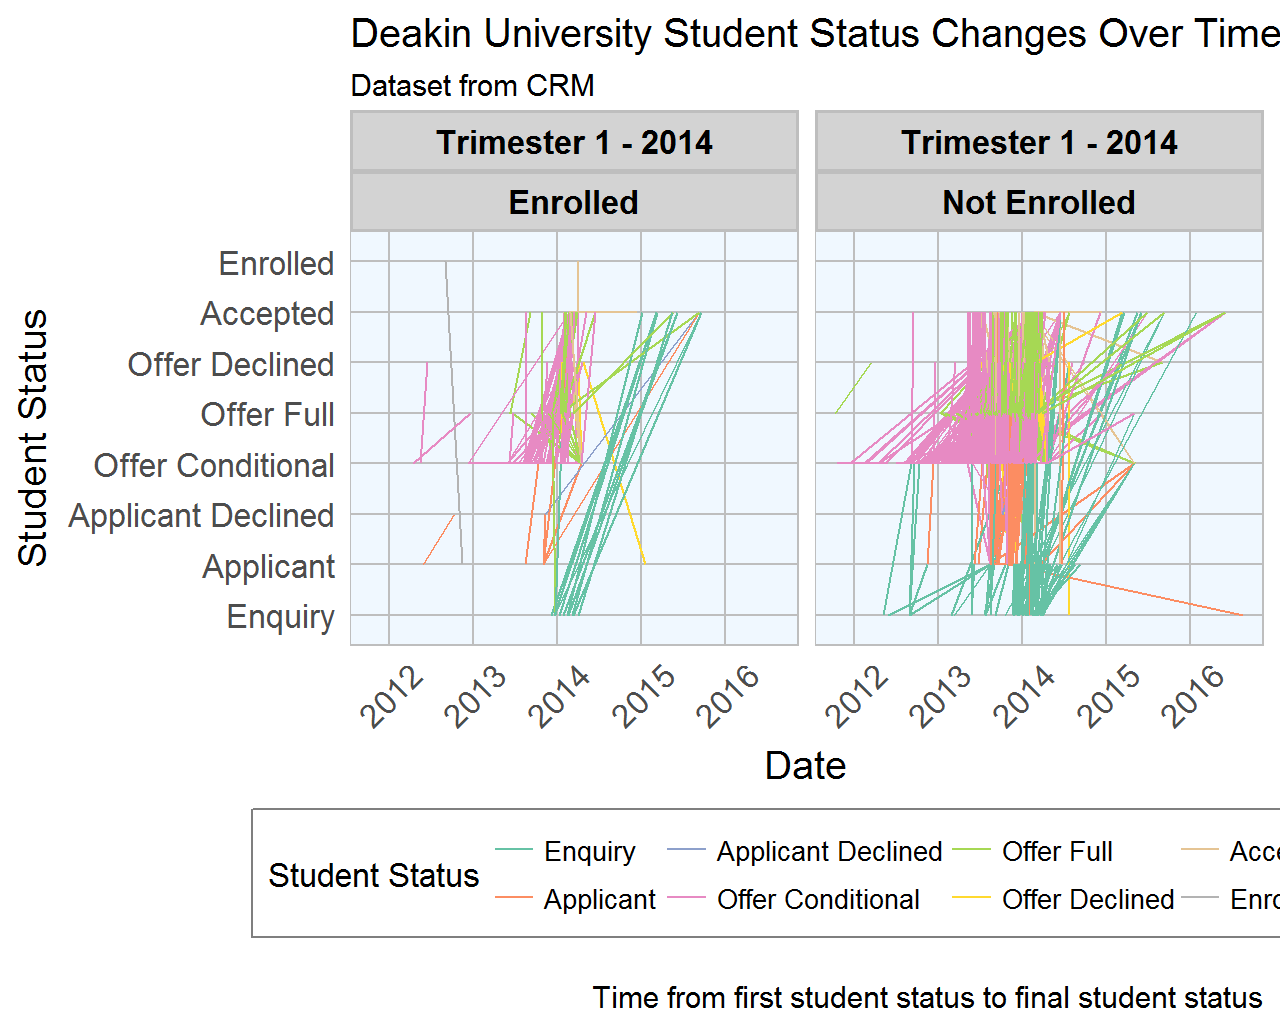 Deakin University Student Status Changes Over Time
Dataset from CRM
Trimester 1 - 2014
Trimester 1 - 2014
Enrolled
Not Enrolled
Student Status
Enrolled
Accepted
Offer Declined
Offer Full
Offer Conditional
Applicant Declined
Applicant
Enquiry
2012 2013 2014 2015 2016
2012 2013 2014 2015 2016
Date
Student Status
Enquiry Applicant Declined Offer Full Acce
Applicant Offer Conditional Offer Declined Enro
Time from first student status to final student status